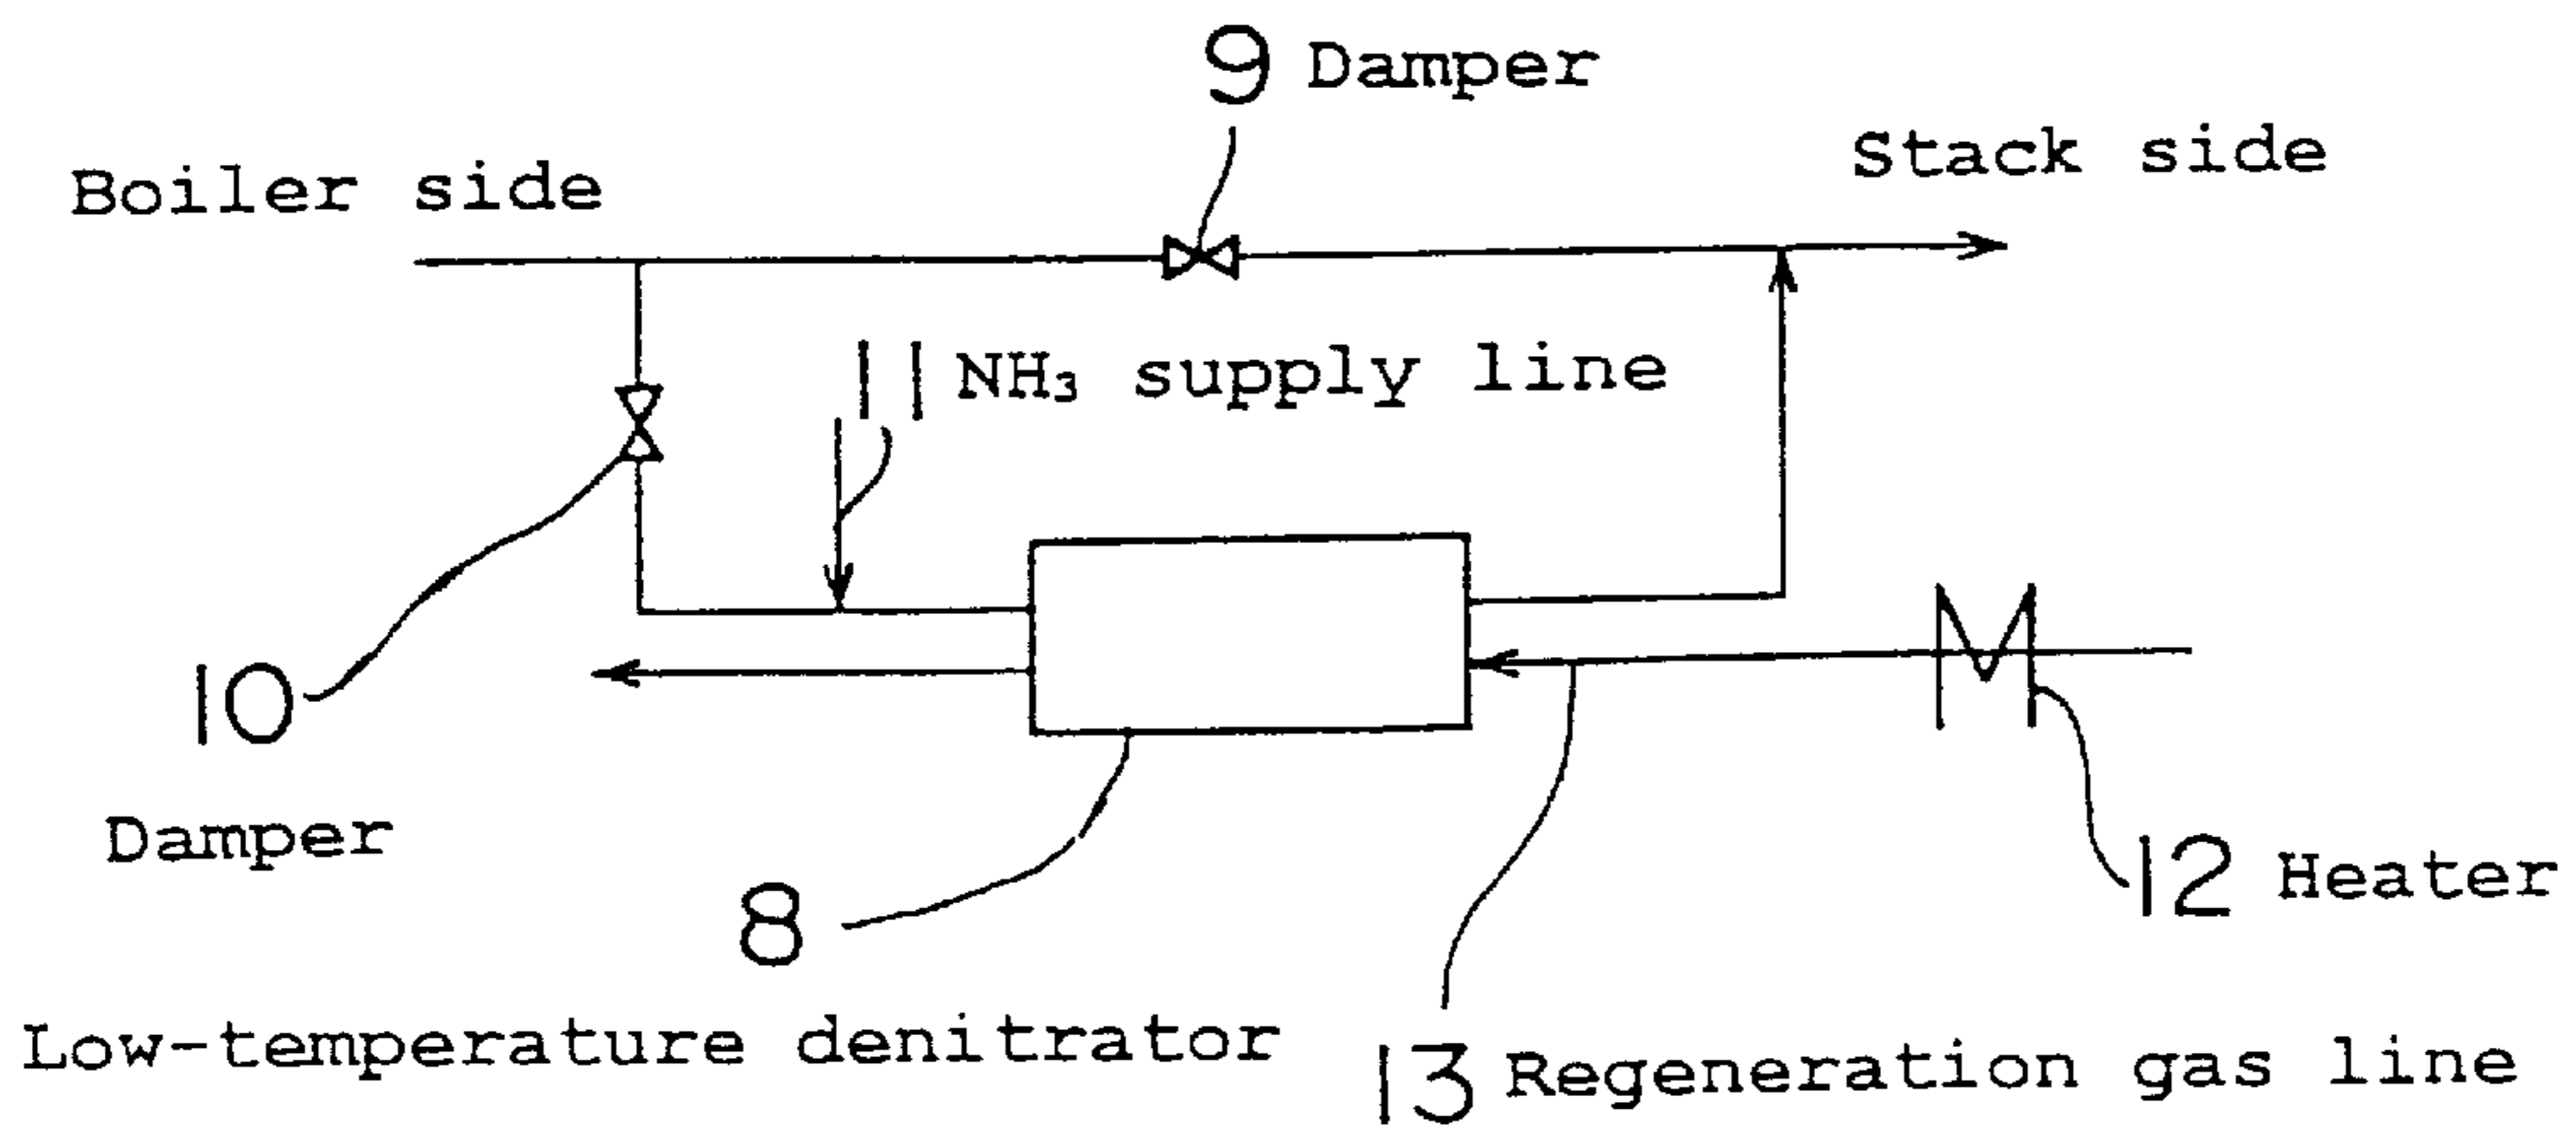 9 Damper
Stack side
Boiler side
11 NH₃ supply line
10
Damper
12 Heater
8
Low-temperature denitrator
13 Regeneration gas line